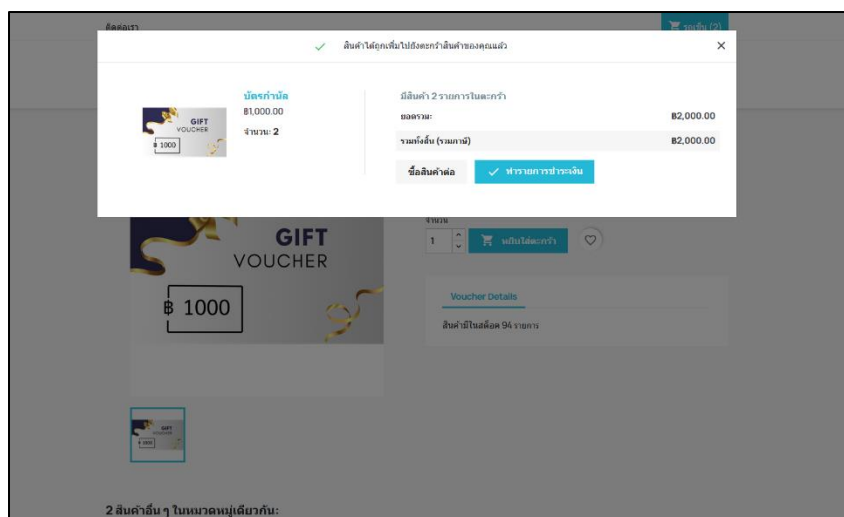 ติดต่อเรา
รถเข็น (2)
สินค้าได้ถูกเพิ่มไปยังตะกร้าสินค้าของคุณแล้ว
GIFT
VOUCHER
฿ 1000
บัตรกำนัล
฿1,000.00
จำนวน: 2
มีสินค้า 2 รายการในตะกร้า
ยอดรวม: ฿2,000.00
รวมทั้งสิ้น (รวมภาษี) ฿2,000.00
ซื้อสินค้าต่อ
ทำรายการชำระเงิน
จำนวน
1
หยิบใส่ตะกร้า
GIFT
VOUCHER
฿ 1000
Voucher Details
สินค้ามีในสต็อค 94 รายการ
GIFT
VOUCHER
฿ 1000
2 สินค้าอื่น ๆ ในหมวดหมู่เดียวกัน: